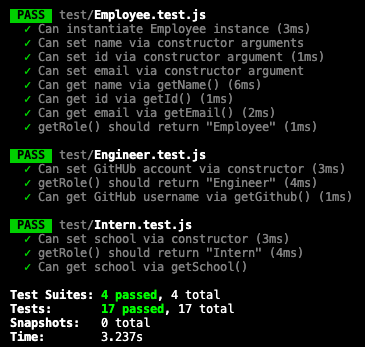 PASS test/Employee.test.js
✓ Can instantiate Employee instance (3ms)
✓ Can set name via constructor arguments
✓ Can set id via constructor argument (1ms)
✓ Can set email via constructor argument
✓ Can get name via getName() (6ms)
✓ Can get id via getId() (1ms)
✓ Can get email via getEmail() (2ms)
✓ getRole() should return "Employee" (1ms)
PASS test/Engineer.test.js
✓ Can set GitHUb account via constructor (3ms)
✓ getRole() should return "Engineer" (4ms)
✓ Can get GitHub username via getGithub() (1ms)
PASS test/Intern.test.js
✓ Can set school via constructor (3ms)
✓ getRole() should return "Intern" (4ms)
✓ Can get school via getSchool()
Test Suites: 4 passed, 4 total
Tests: 17 passed, 17 total
Snapshots: 0 total
Time: 3.237s